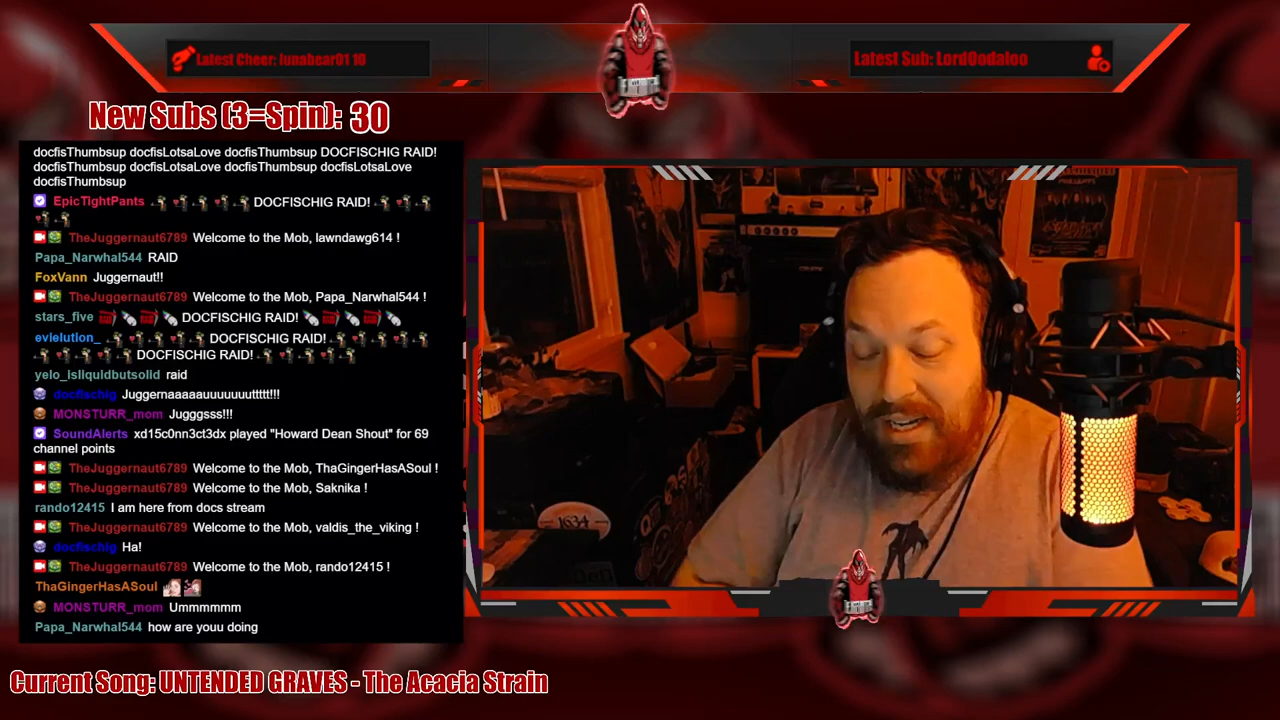 Latest Cheer: lunabear01 10
Latest Sub: LordOodaloo
New Subs (3=Spin): 30
docfisThumbsup docfisLotsaLove docfisThumbsup DOCFISCHIG RAID!
docfisThumbsup docfisLotsaLove docfisThumbsup docfisLotsaLove
docfisThumbsup
EpicTightPants DOCFISCHIG RAID!
TheJuggernaut6789 Welcome to the Mob, lawndawg614 !
Papa_Narwhal544 RAID
FoxVann Juggernaut!!
TheJuggernaut6789 Welcome to the Mob, Papa_Narwhal544 !
stars_five DOCFISCHIG RAID!
evielution_ DOCFISCHIG RAID!
DOCFISCHIG RAID!
yelo_isliquidbutsolid raid
docfischig Juggernaaaaauuuuuuuttttt!!!
MONSTURR_mom Jugggsss!!!
SoundAlerts xd15c0nn3ct3dx played "Howard Dean Shout" for 69
channel points
TheJuggernaut6789 Welcome to the Mob, ThaGingerHasASoul !
TheJuggernaut6789 Welcome to the Mob, Saknika !
rando12415 I am here from docs stream
TheJuggernaut6789 Welcome to the Mob, valdis_the_viking !
docfischig Ha!
TheJuggernaut6789 Welcome to the Mob, rando12415 !
ThaGingerHasASoul
MONSTURR_mom Ummmmmm
Papa_Narwhal544 how are youu doing
1634
Current Song: UNTENDED GRAVES - The Acacia Strain